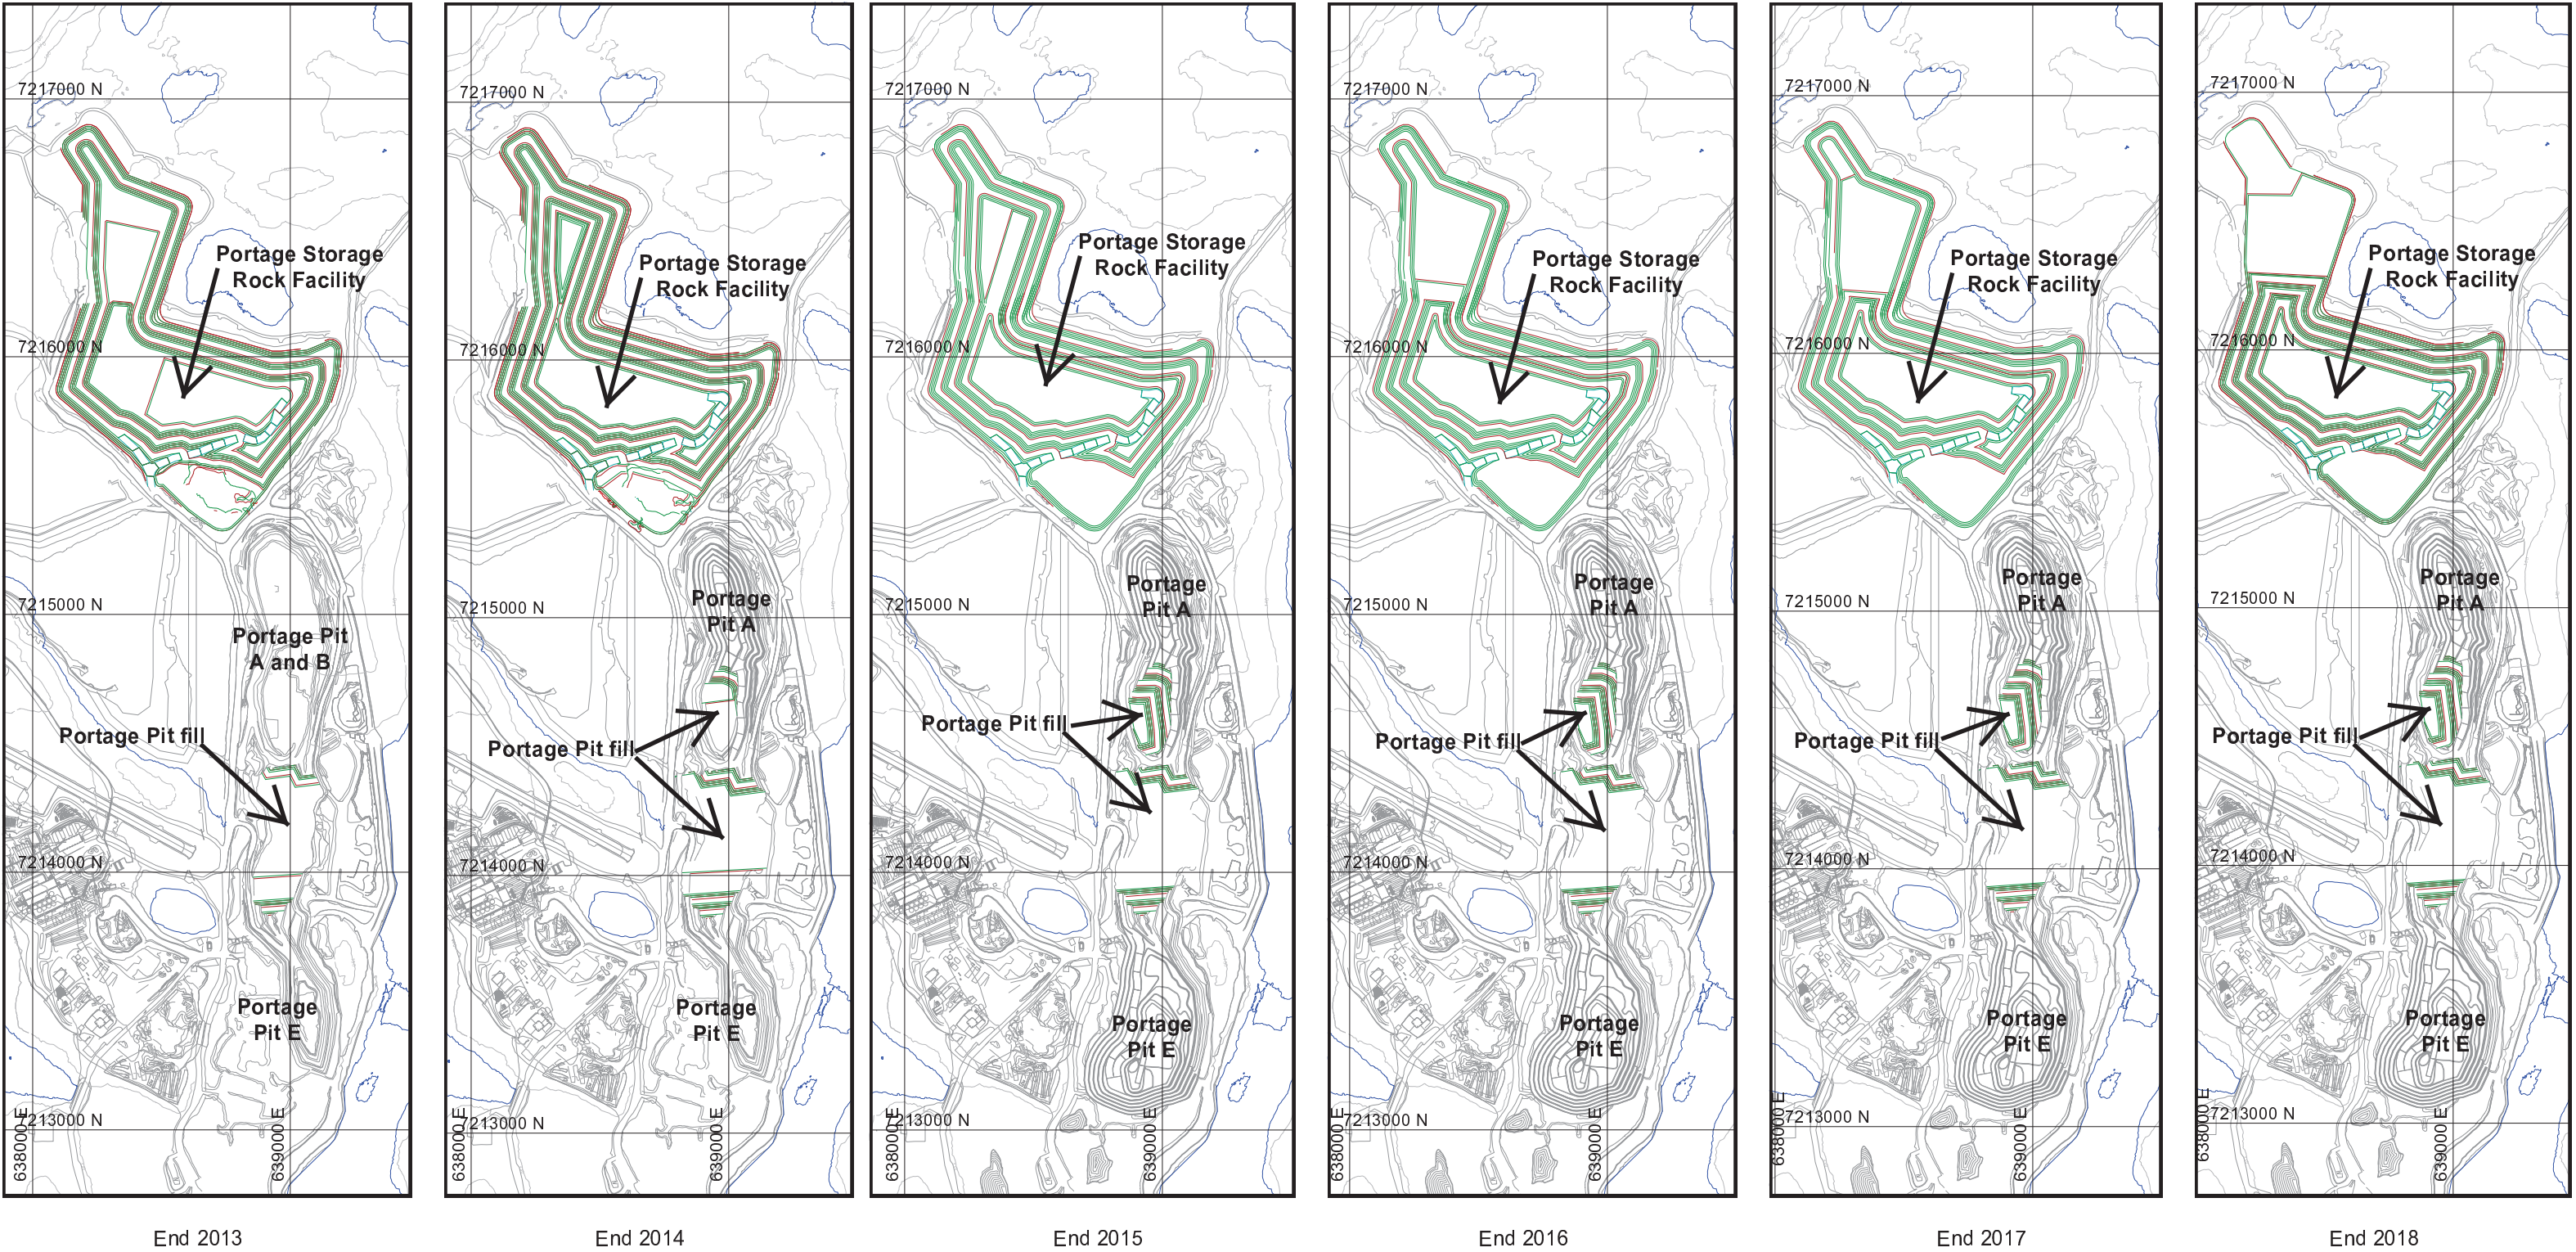 7217000 N
Portage Storage
Rock Facility
7216000 N
7215000 N
Portage Pit
A and B
Portage Pit fill
7214000 N
Portage
Pit E
7213000 N
638000 E
639000 E
End 2013
7217000 N
Portage Storage
Rock Facility
7216000 N
Portage
Pit A
7215000 N
Portage Pit fill
7214000 N
Portage
Pit E
7213000 N
638000 E
639000 E
End 2014
7217000 N
Portage Storage
Rock Facility
7216000 N
Portage
Pit A
7215000 N
Portage Pit fill
7214000 N
Portage
Pit E
7213000 N
638000 E
639000 E
End 2015
7217000 N
Portage Storage
Rock Facility
7216000 N
Portage
Pit A
7215000 N
Portage Pit fill
7214000 N
Portage
Pit E
7213000 N
638000 E
639000 E
End 2016
7217000 N
Portage Storage
Rock Facility
7216000 N
Portage
Pit A
7215000 N
Portage Pit fill
7214000 N
Portage
Pit E
7213000 N
638000 E
639000 E
End 2017
7217000 N
Portage Storage
Rock Facility
7216000 N
Portage
Pit A
7215000 N
Portage Pit fill
7214000 N
Portage
Pit E
7213000 N
638000 E
639000 E
End 2018